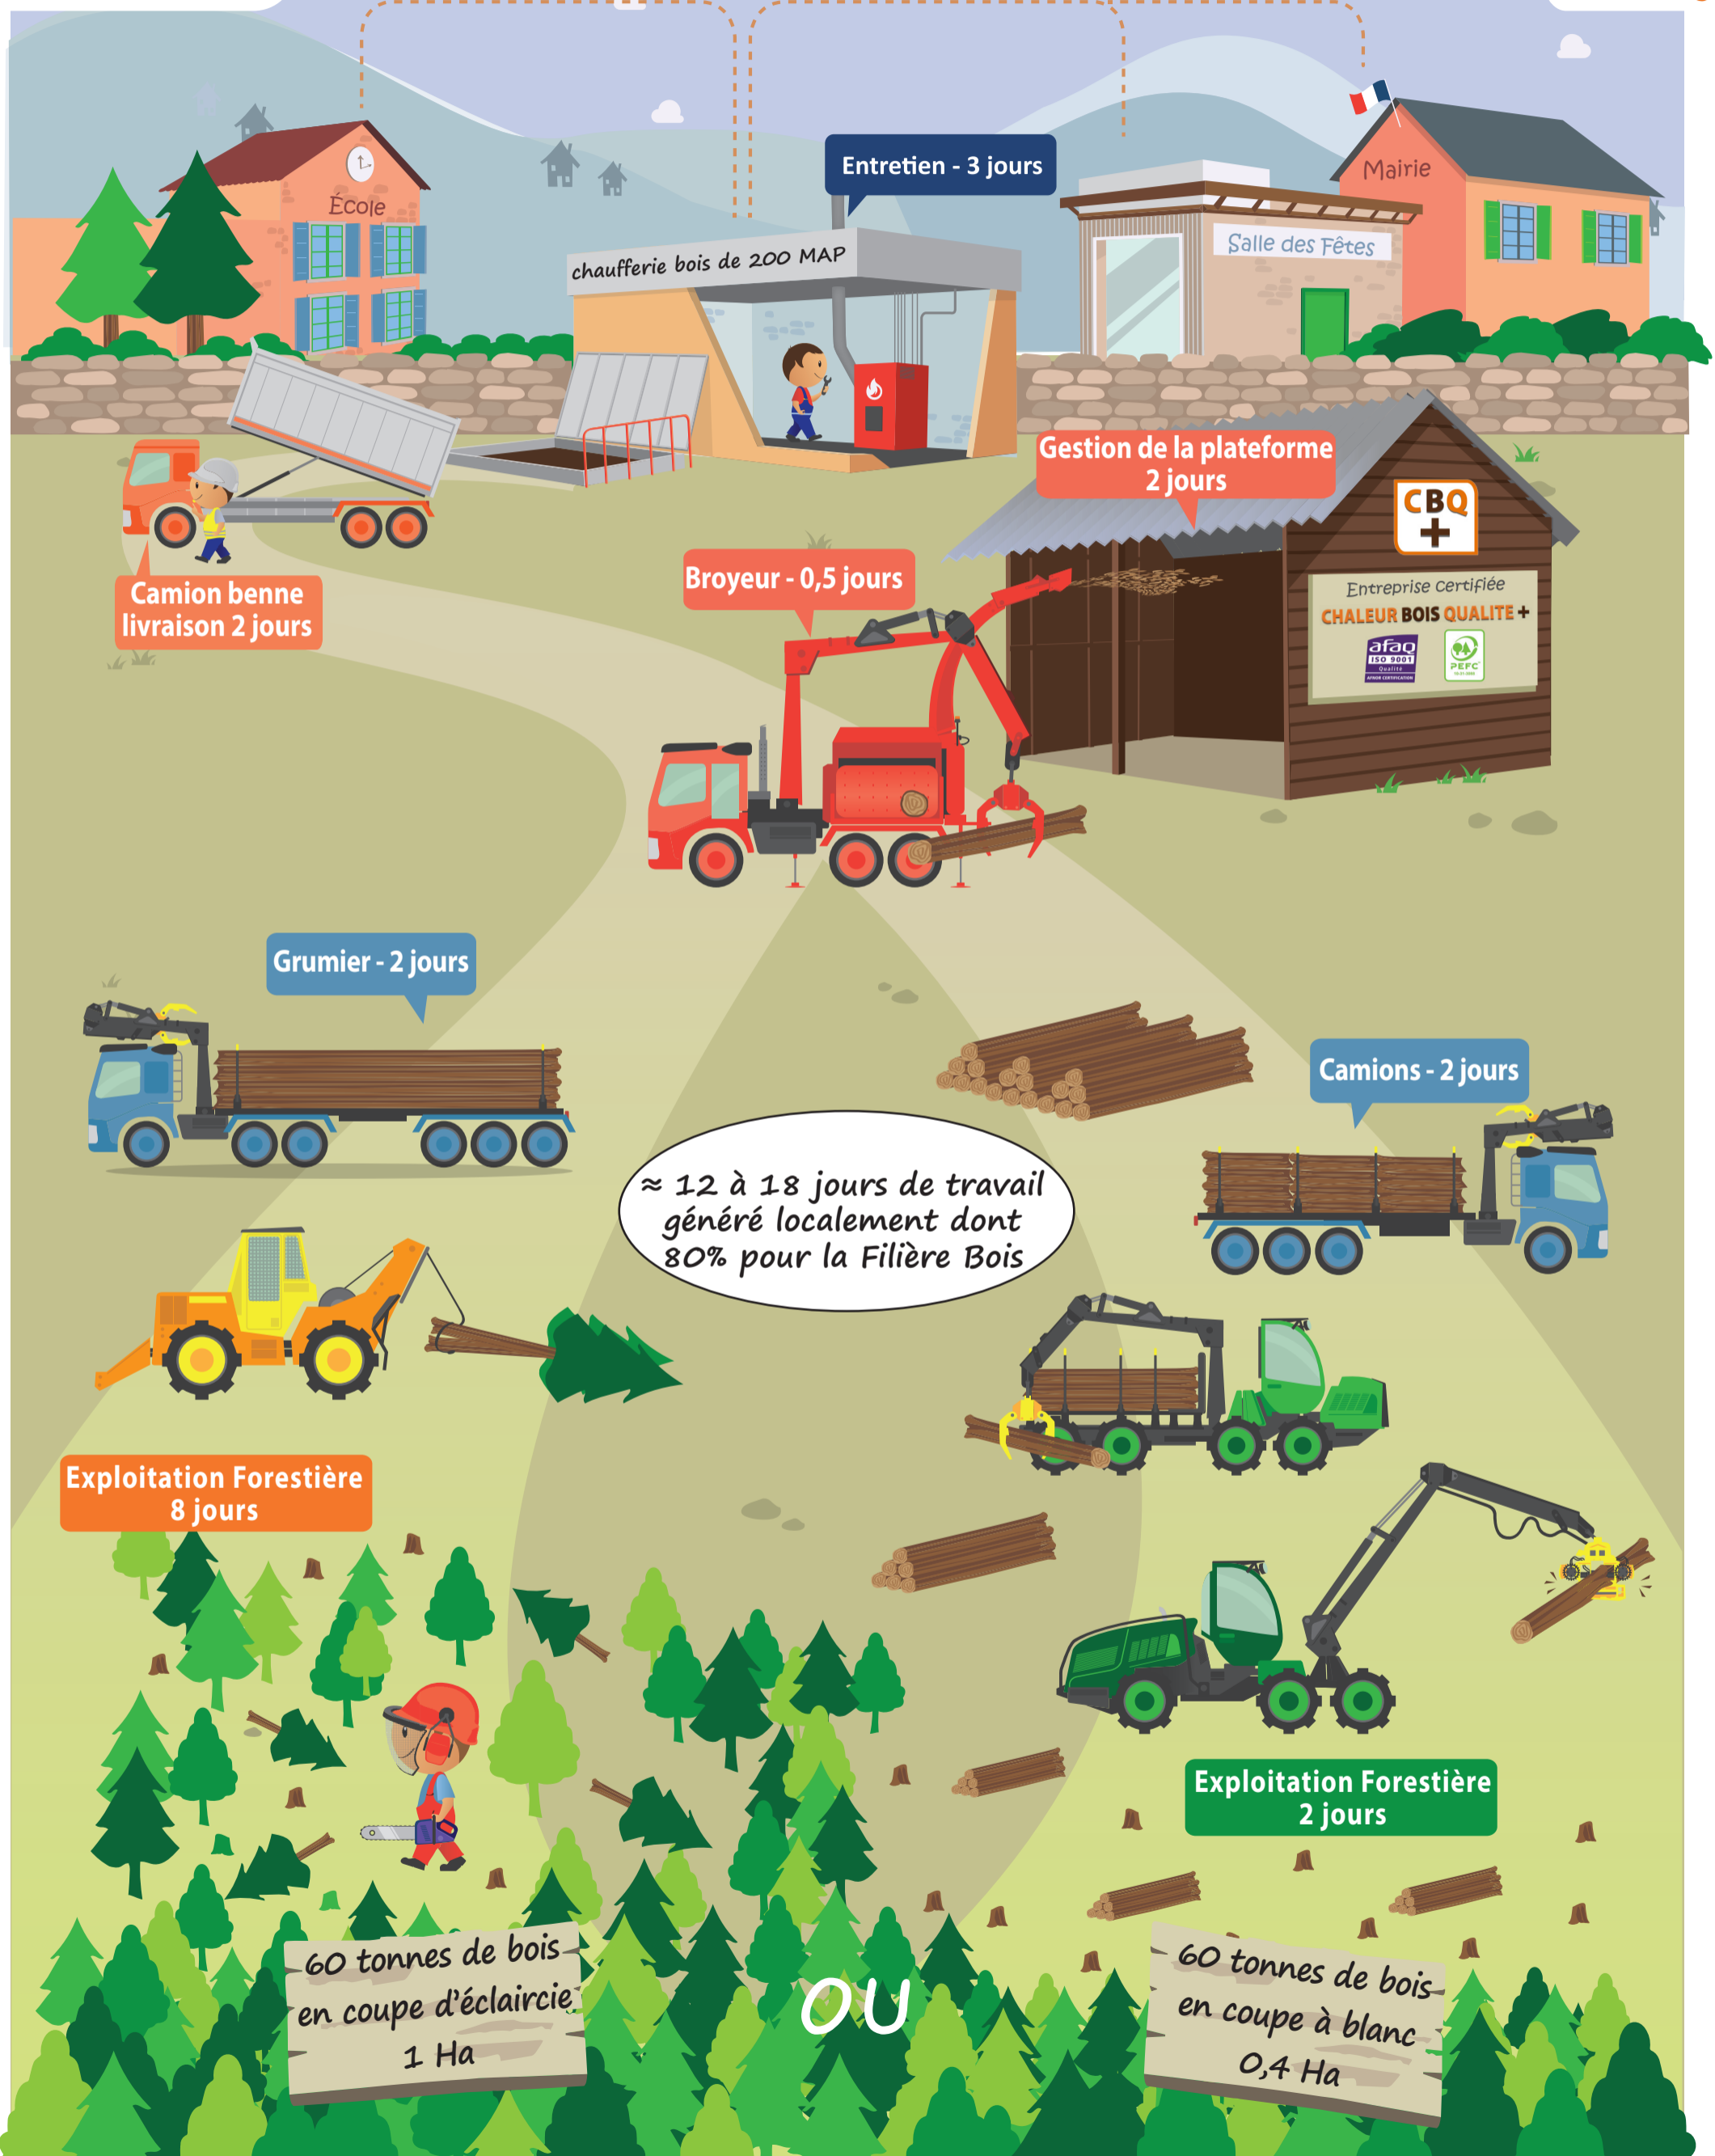 Entretien - 3 jours
Mairie
École
Salle des Fêtes
chaufferie bois de 200 MAP
Gestion de la plateforme
2 jours
CBQ
+
Broyeur - 0,5 jours
Camion benne
livraison 2 jours
Entreprise certifiée
CHALEUR BOIS QUALITE +
afaq
ISO 9001
Qualité
AFNOR CERTIFICATION
PEFC
Grumier - 2 jours
Camions - 2 jours
≈ 12 à 18 jours de travail
généré localement dont
80% pour la Filière Bois
Exploitation Forestière
8 jours
Exploitation Forestière
2 jours
60 tonnes de bois
en coupe d'éclaircie
1 Ha
OU
60 tonnes de bois
en coupe à blanc
0,4 Ha